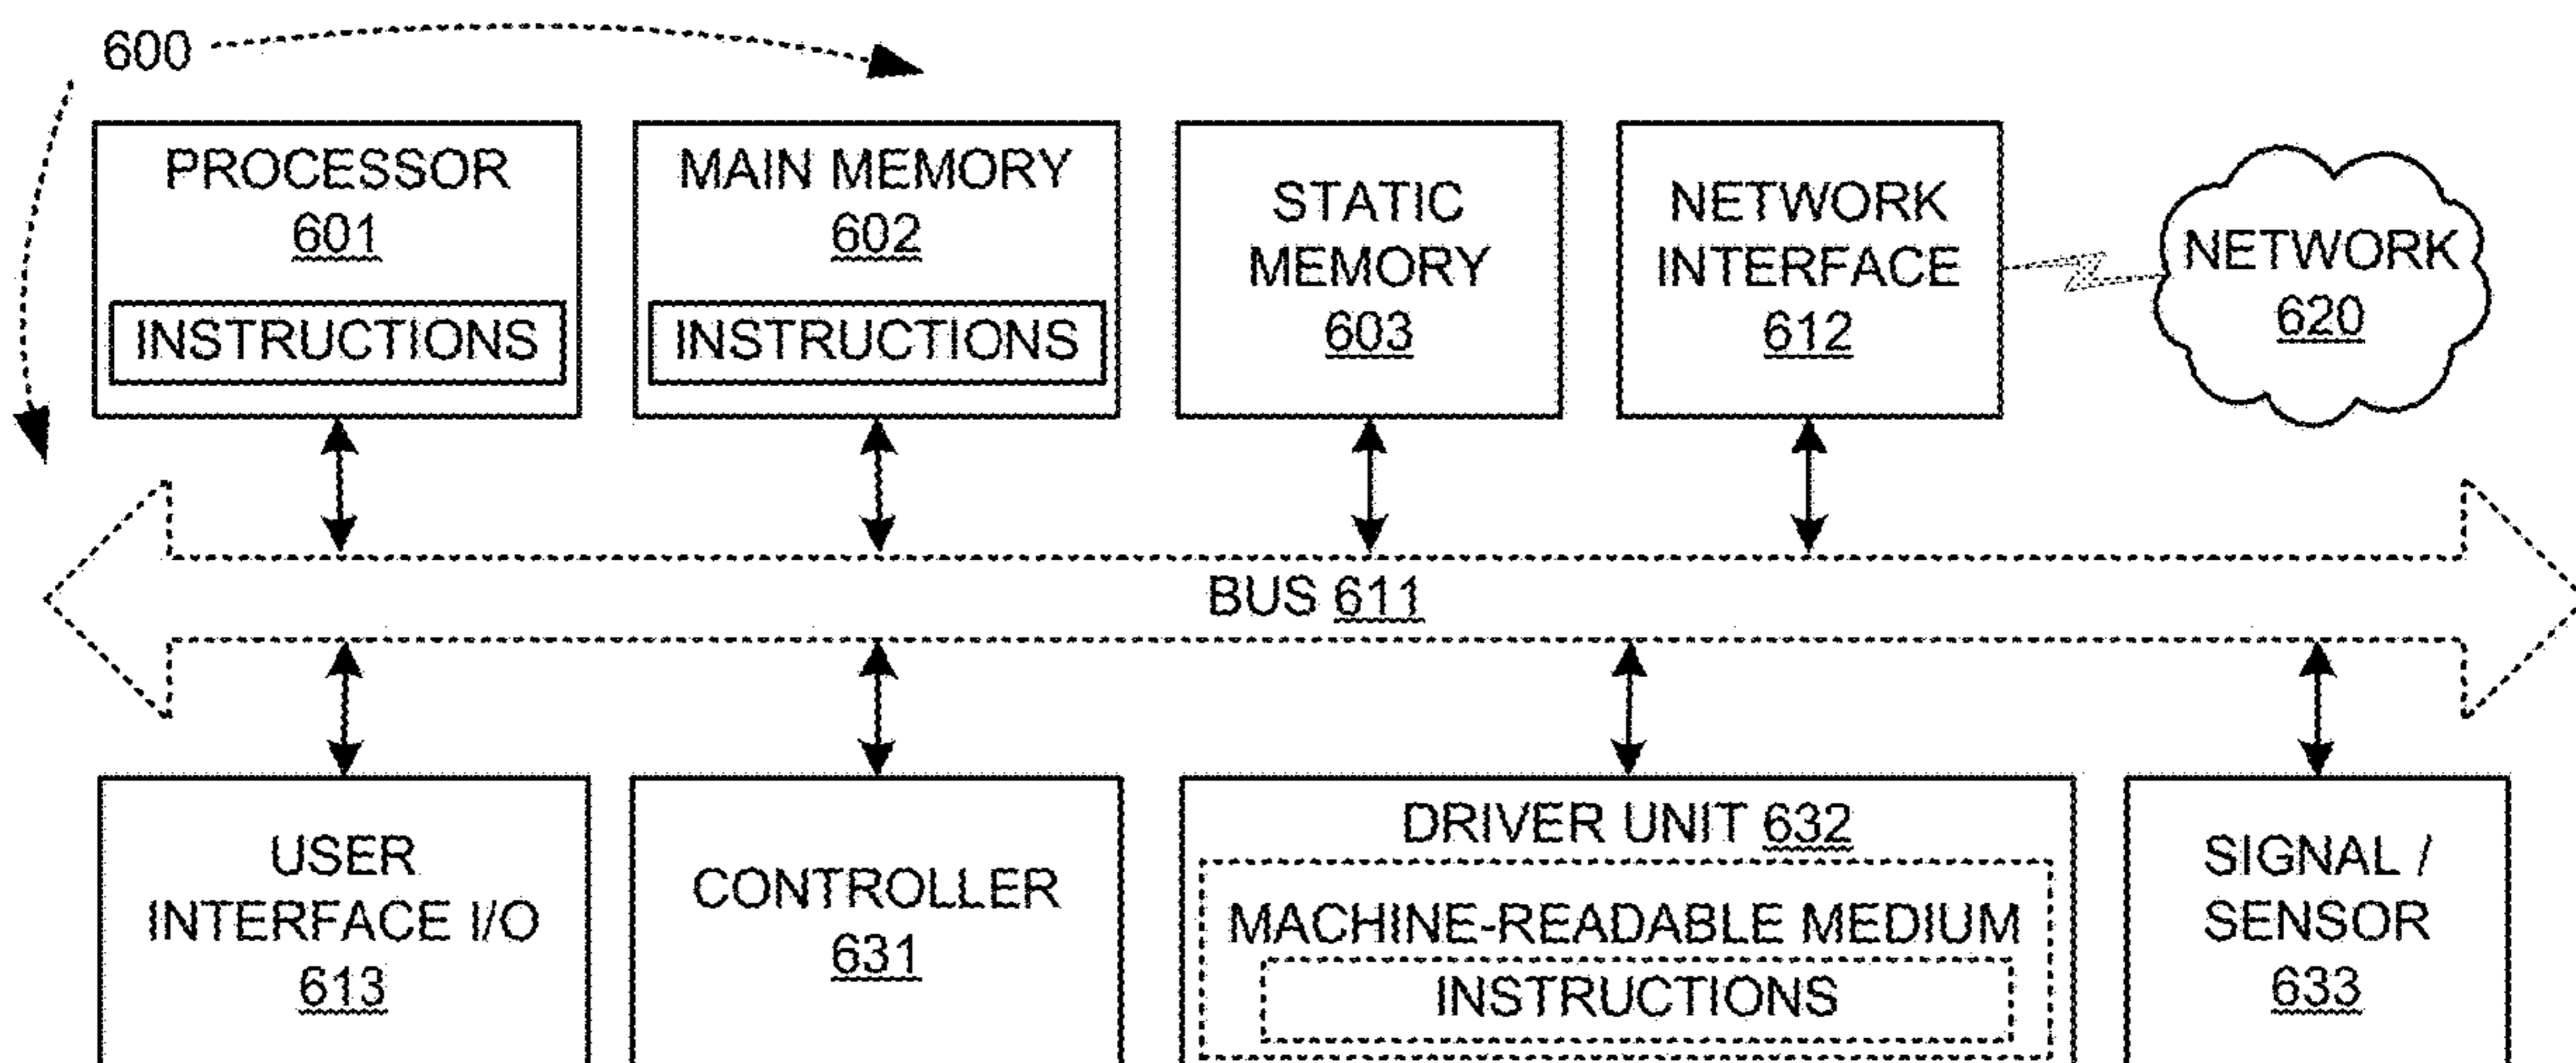 600
PROCESSOR
601
INSTRUCTIONS
MAIN MEMORY
602
INSTRUCTIONS
STATIC
MEMORY
603
NETWORK
INTERFACE
612
NETWORK
620
BUS 611
USER
INTERFACE I/O
613
CONTROLLER
631
DRIVER UNIT 632
MACHINE-READABLE MEDIUM
INSTRUCTIONS
SIGNAL /
SENSOR
633